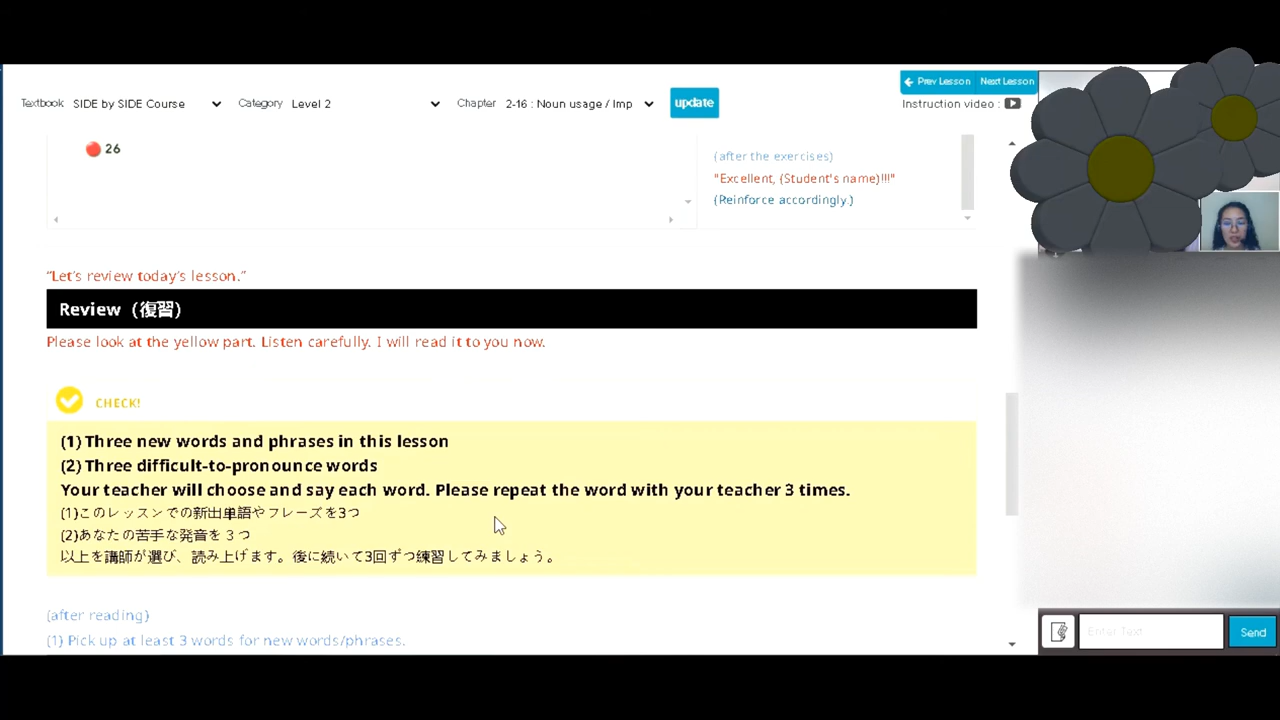 Prev Lesson Next Lesson
Textbook SIDE by SIDE Course Category Level 2 Chapter 2-16 : Noun usage / Imp update Instruction video :
26
(after the exercises)
"Excellent, (Student's name)!!!"
(Reinforce accordingly.)
“Let’s review today’s lesson.”
Review（復習）
Please look at the yellow part. Listen carefully. I will read it to you now.
CHECK!
(1) Three new words and phrases in this lesson
(2) Three difficult-to-pronounce words
Your teacher will choose and say each word. Please repeat the word with your teacher 3 times.
(1)このレッスンでの新出単語やフレーズを3つ
(2)あなたの苦手な発音を３つ
以上を講師が選び、読み上げます。後に続いて3回ずつ練習してみましょう。
(after reading)
(1) Pick up at least 3 words for new words/phrases.
Enter Text
Send